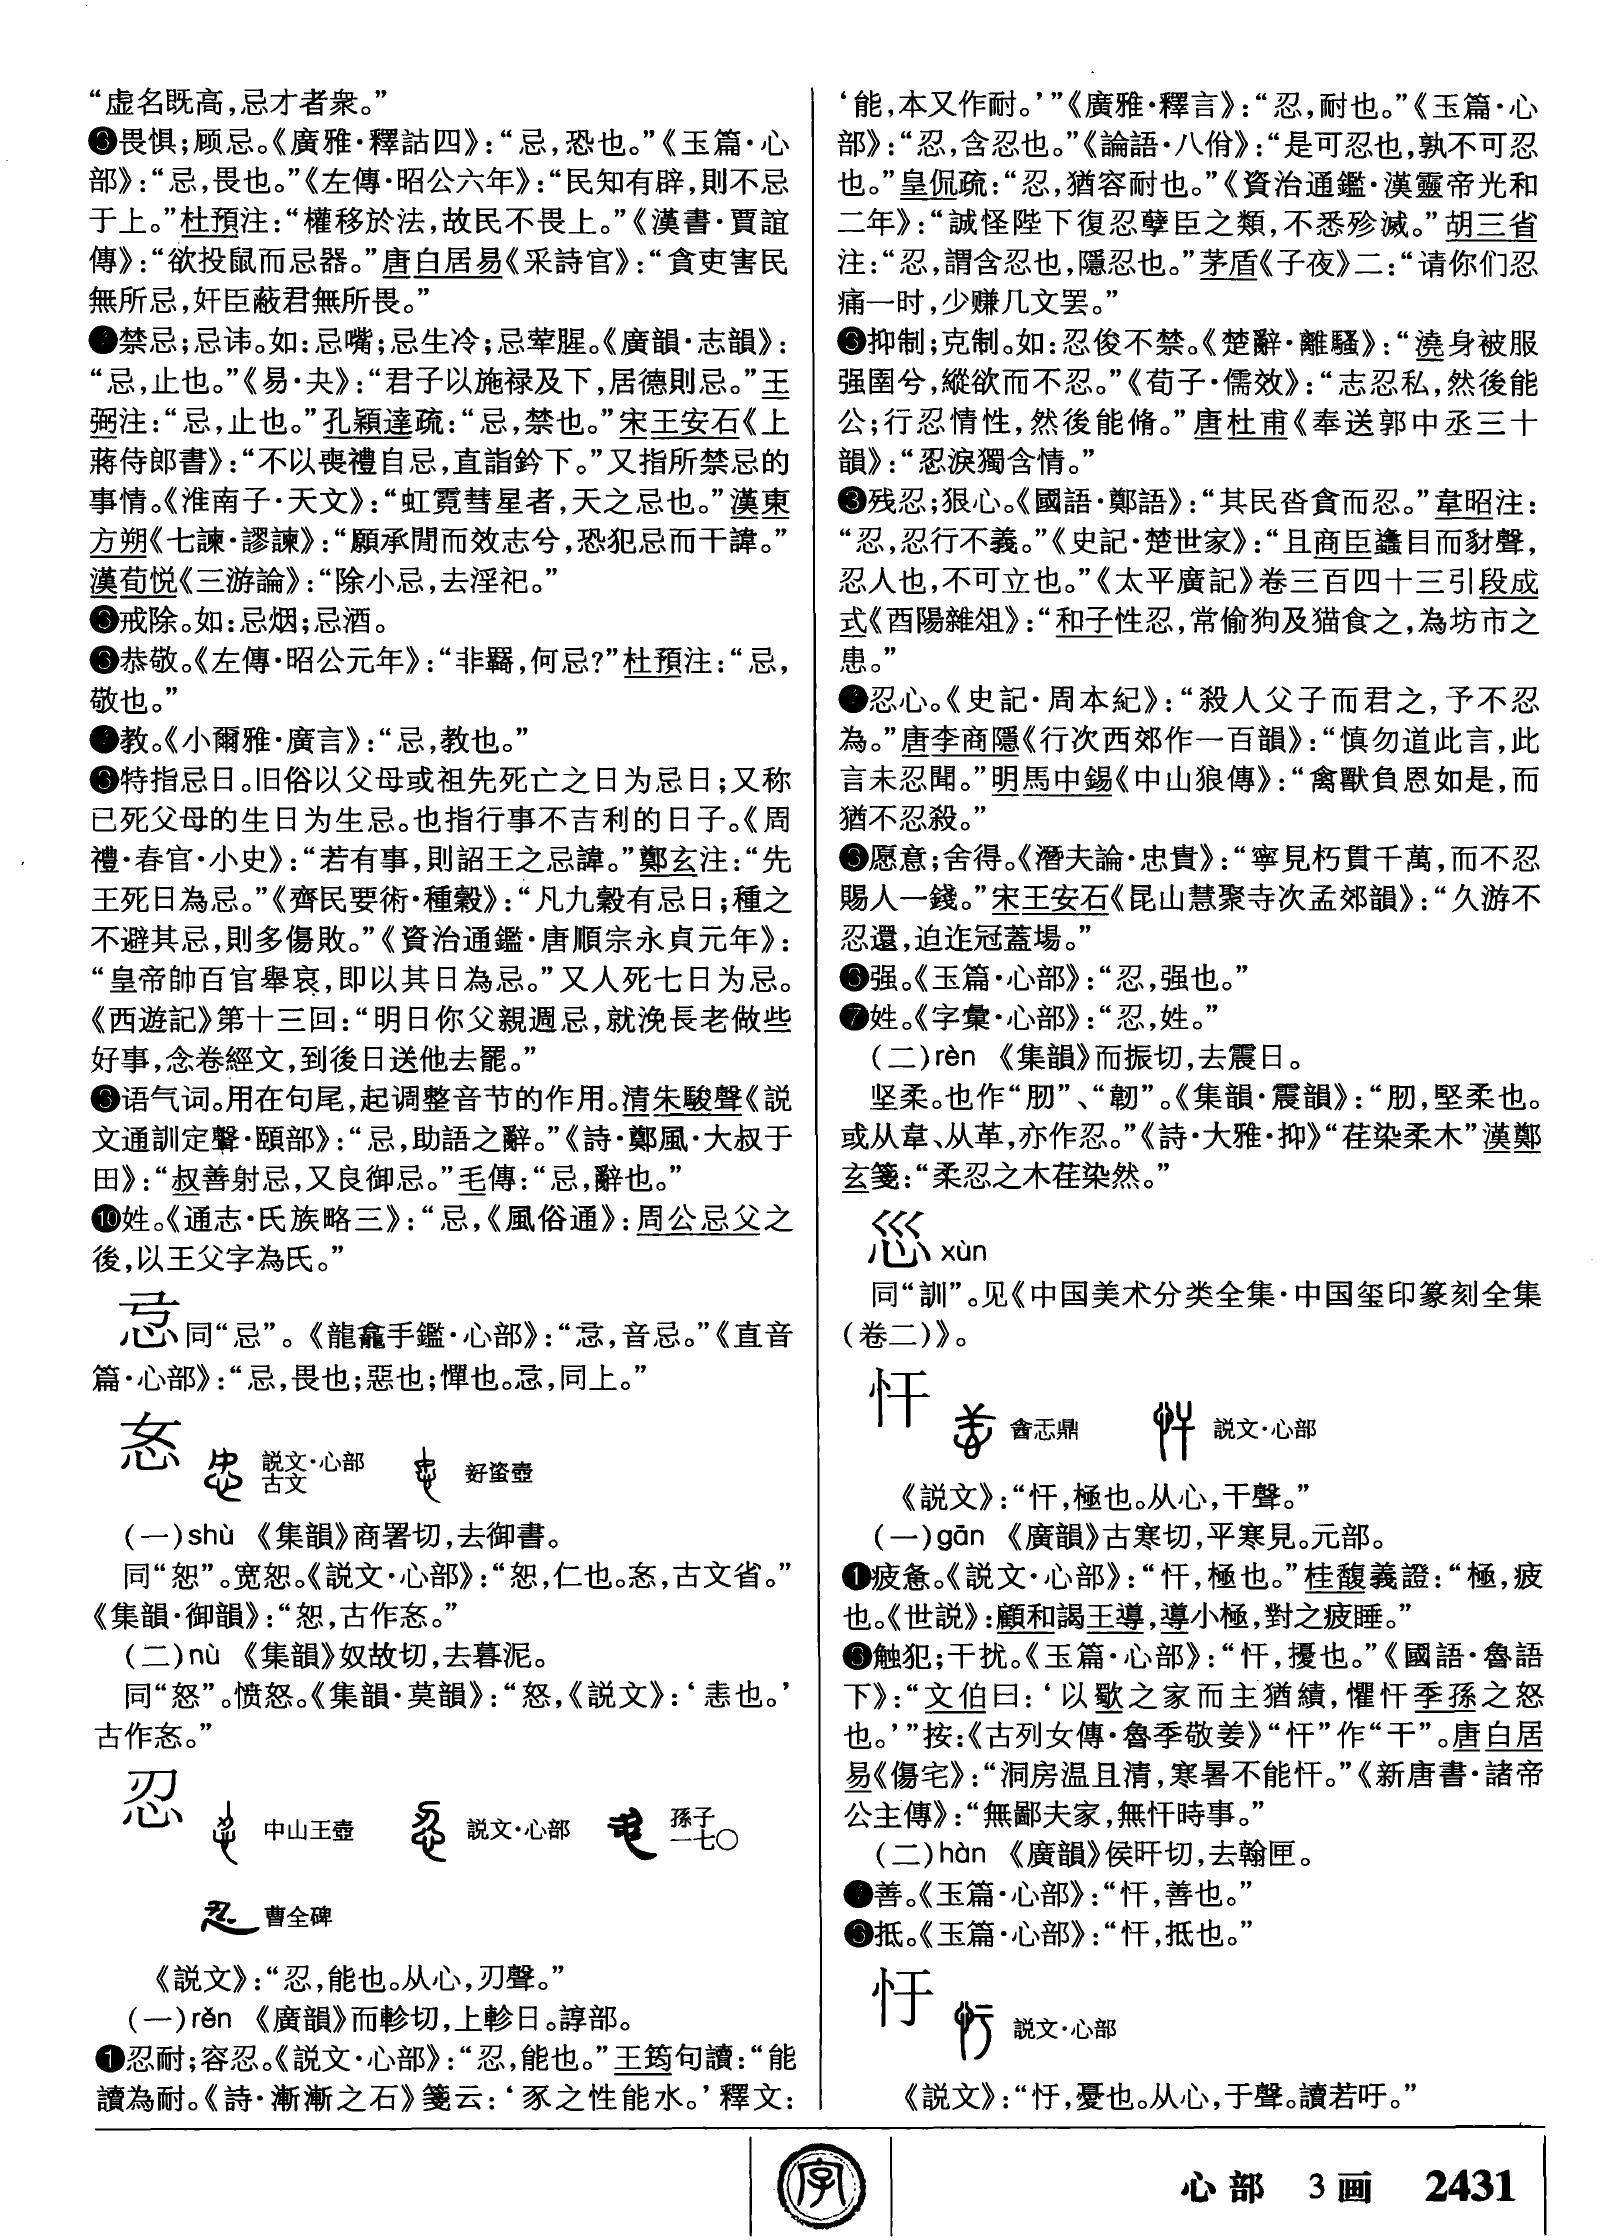 “虚名既高，忌才者衆。”
❸畏惧；顾忌。《廣雅·釋詁四》：“忌，恐也。”《玉篇·心
部》：“忌，畏也。”《左傳·昭公六年》：“民知有辟，則不忌
于上。”杜預注：“權移於法，故民不畏上。”《漢書·賈誼
傳》：“欲投鼠而忌器。”唐白居易《采詩官》：“貪吏害民
無所忌，奸臣蔽君無所畏。”
禁忌；忌讳。如：忌嘴；忌生冷；忌荤腥。《廣韻·志韻》：
“忌，止也。”《易·夬》：“君子以施禄及下，居德則忌。”王
弼注：“忌，止也。”孔穎達疏：“忌，禁也。”宋王安石《上
蔣侍郎書》：“不以喪禮自忌，直詣鈐下。”又指所禁忌的
事情。《淮南子·天文》：“虹霓彗星者，天之忌也。”漢東
方朔《七諫·謬諫》：“願承閒而效志兮，恐犯忌而干諱。”
漢荀悦《三游論》：“除小忌，去淫祀。”
戒除。如：忌烟；忌酒。
恭敬。《左傳·昭公元年》：“非羇，何忌？”杜預注：“忌，
敬也。”
教。《小爾雅·廣言》：“忌，教也。”
特指忌日。旧俗以父母或祖先死亡之日为忌日；又称
已死父母的生日为生忌。也指行事不吉利的日子。《周
禮·春官·小史》：“若有事，則詔王之忌諱。”鄭玄注：“先
王死日為忌。”《齊民要術·種穀》：“凡九穀有忌日；種之
不避其忌，則多傷敗。”《資治通鑑·唐順宗永貞元年》：
“皇帝帥百官舉哀，即以其日為忌。”又人死七日为忌。
《西遊記》第十三回：“明日你父親週忌，就浼長老做些
好事，念卷經文，到後日送他去罷。”
语气词。用在句尾，起调整音节的作用。清朱駿聲《説
文通訓定聲·頤部》：“忌，助語之辭。”《詩·鄭風·大叔于
田》：“叔善射忌，又良御忌。”毛傳：“忌，辭也。”
❿姓。《通志·氏族略三》：“忌，《風俗通》：周公忌父之
後，以王父字為氏。”
同“忌”。《龍龕手鑑·心部》：“，音忌。”《直音
篇·心部》：“忌，畏也；惡也；憚也。，同上。”
㣽 説文·心部古文 好蚉壺
（一）shù 《集韻》商署切，去御書。
同“恕”。宽恕。《説文·心部》：“恕，仁也。㣽，古文省。”
《集韻·御韻》：“恕，古作㣽。”
（二）nù 《集韻》奴故切，去暮泥。
同“怒”。愤怒。《集韻·莫韻》：“怒，《説文》：‘恚也。’
古作㣽。”
忍 中山王壺 説文·心部 孫子一七〇
曹全碑
《説文》：“忍，能也。从心，刃聲。”
（一）rěn 《廣韻》而軫切，上軫日。諄部。
❶忍耐；容忍。《説文·心部》：“忍，能也。”王筠句讀：“能
讀為耐。《詩·漸漸之石》箋云：‘豕之性能水。’釋文：
‘能，本又作耐。’”《廣雅·釋言》：“忍，耐也。”《玉篇·心
部》：“忍，含忍也。”《論語·八佾》：“是可忍也，孰不可忍
也。”皇侃疏：“忍，猶容耐也。”《資治通鑑·漢靈帝光和
二年》：“誠怪陛下復忍孽臣之類，不悉殄滅。”胡三省
注：“忍，謂含忍也，隱忍也。”茅盾《子夜》二：“请你们忍
痛一时，少赚几文罢。”
抑制；克制。如：忍俊不禁。《楚辭·離騷》：“澆身被服
强圉兮，縱欲而不忍。”《荀子·儒效》：“志忍私，然後能
公；行忍情性，然後能脩。”唐杜甫《奉送郭中丞三十
韻》：“忍淚獨含情。”
❸残忍；狠心。《國語·鄭語》：“其民沓貪而忍。”韋昭注：
“忍，忍行不義。”《史記·楚世家》：“且商臣蠭目而豺聲，
忍人也，不可立也。”《太平廣記》卷三百四十三引段成
式《酉陽雜俎》：“和子性忍，常偷狗及猫食之，為坊市之
患。”
忍心。《史記·周本紀》：“殺人父子而君之，予不忍
為。”唐李商隱《行次西郊作一百韻》：“慎勿道此言，此
言未忍聞。”明馬中錫《中山狼傳》：“禽獸負恩如是，而
猶不忍殺。”
愿意；舍得。《潛夫論·忠貴》：“寧見朽貫千萬，而不忍
賜人一錢。”宋王安石《昆山慧聚寺次孟郊韻》：“久游不
忍還，迫迮冠蓋場。”
强。《玉篇·心部》：“忍，强也。”
❼姓。《字彙·心部》：“忍，姓。”
（二）rèn 《集韻》而振切，去震日。
坚柔。也作“肕”、“韌”。《集韻·震韻》：“肕，堅柔也。
或从韋、从革，亦作忍。”《詩·大雅·抑》“荏染柔木”漢鄭
玄箋：“柔忍之木荏染然。”
xùn
同“訓”。见《中国美术分类全集·中国玺印篆刻全集
（卷二）》。
忓 酓忎鼎 説文·心部
《説文》：“忓，極也。从心，干聲。”
（一）gān 《廣韻》古寒切，平寒見。元部。
❶疲惫。《説文·心部》：“忓，極也。”桂馥義證：“極，疲
也。《世説》：顧和謁王導，導小極，對之疲睡。”
触犯；干扰。《玉篇·心部》：“忓，擾也。”《國語·魯語
下》：“文伯曰：‘以歜之家而主猶績，懼忓季孫之怒
也。’”按：《古列女傳·魯季敬姜》“忓”作“干”。唐白居
易《傷宅》：“洞房温且清，寒暑不能忓。”《新唐書·諸帝
公主傳》：“無鄙夫家，無忓時事。”
（二）hàn 《廣韻》侯旰切，去翰匣。
善。《玉篇·心部》：“忓，善也。”
抵。《玉篇·心部》：“忓，抵也。”
忬 説文·心部
《説文》：“忓，憂也。从心，于聲。讀若吁。”
字
心部 3画 2431